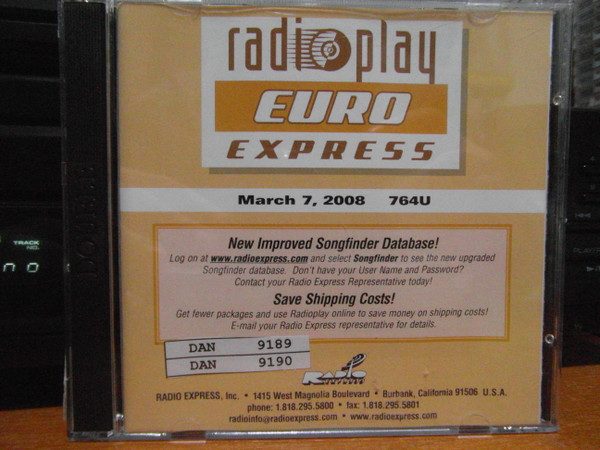 radioplay
EURO
EXPRESS
March 7, 2008 764U
New Improved Songfinder Database!
Log on at www.radioexpress.com and select Songfinder to see the new upgraded
Songfinder database. Don't have your User Name and Password?
Contact your Radio Express Representative today!
Save Shipping Costs!
Get fewer packages and use Radioplay online to save money on shipping costs!
E-mail your Radio Express representative for details.
DAN 9189
DAN 9190
RADIO EXPRESS
RADIO EXPRESS, Inc. • 1415 West Magnolia Boulevard • Burbank, California 91506 U.S.A.
phone: 1.818.295.5800 • fax: 1.818.295.5801
radioinfo@radioexpress.com • www.radioexpress.com
DOUBLE
TRACK
NO.